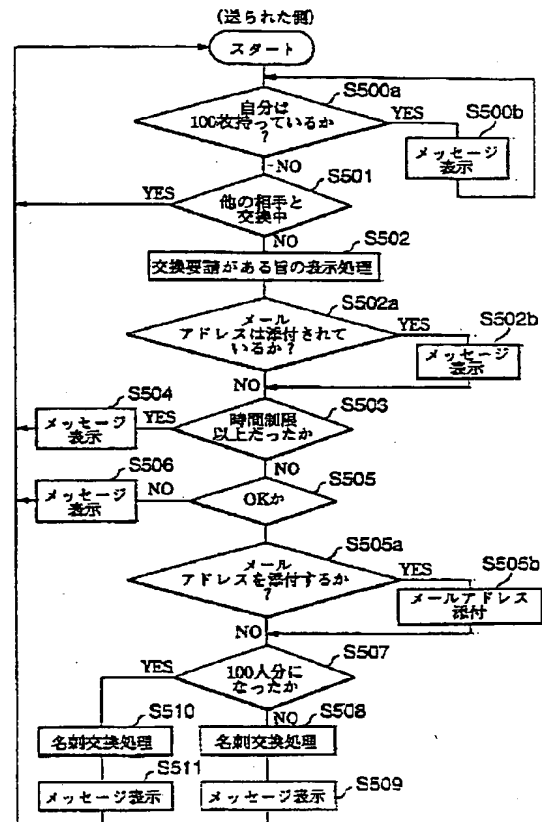 (送られた側)
スタート
S500a
自分は
100枚持っているか
?
YES
S500b
メッセージ
表示
NO
S501
YES
他の相手と
交換中
NO
S502
交換要請がある旨の表示処理
S502a
メール
アドレスは添付されて
いるか?
YES
S502b
メッセージ
表示
NO
S503
S504
時間制限
以上だったか
YES
メッセージ
表示
NO
S505
S506
OKか
NO
メッセージ
表示
S505a
メール
アドレスを添付するか
?
YES
S505b
メールアドレス
添付
NO
S507
YES
100人分に
なったか
S510
NO
S508
名刺交換処理
名刺交換処理
S511
メッセージ表示
メッセージ表示
S509